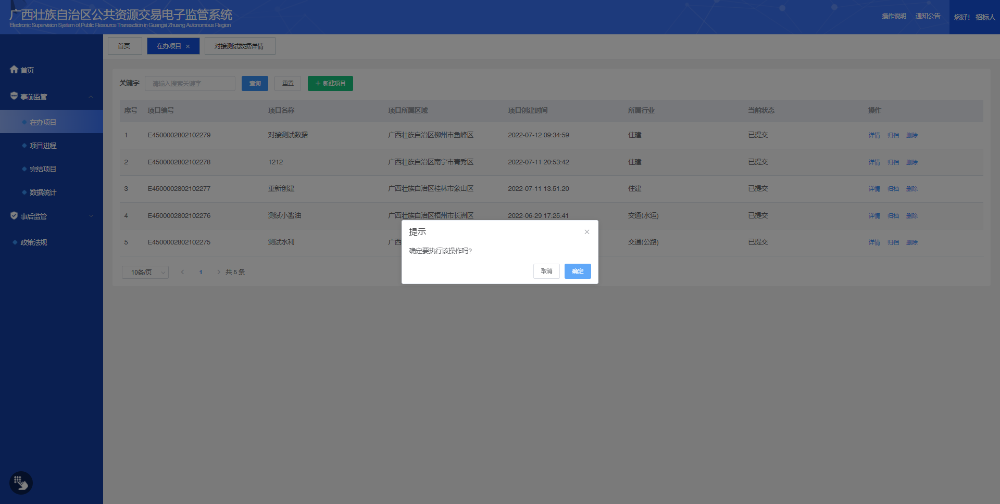 广西壮族自治区公共资源交易电子监管系统
Electronic Supervision System of Public Resource Transaction in Guangxi Zhuang Autonomous Region
操作说明 通知公告 您好! 招标人
首页 在办项目 × 对接测试数据详情
首页
事前监管
在办项目
项目进程
完结项目
数据统计
事后监管
政策法规
关键字 请输入搜索关键字 查询 重置 + 新建项目
序号 项目编号 项目名称 项目所属区域 项目创建时间 所属行业 当前状态 操作
1 E4500002802102279 对接测试数据 广西壮族自治区柳州市鱼峰区 2022-07-12 09:34:59 住建 已提交 详情 归档 删除
2 E4500002802102278 1212 广西壮族自治区南宁市青秀区 2022-07-11 20:53:42 住建 已提交 详情 归档 删除
3 E4500002802102277 重新创建 广西壮族自治区桂林市象山区 2022-07-11 13:51:20 住建 已提交 详情 归档 删除
4 E4500002802102276 测试小酱油 广西壮族自治区梧州市长洲区 2022-06-29 17:25:41 交通(水运) 已提交 详情 归档 删除
5 E4500002802102275 测试水利 广西 交通(公路) 已提交 详情 归档 删除
10条/页 1 共 5 条
提示
确定要执行该操作吗?
取消 确定